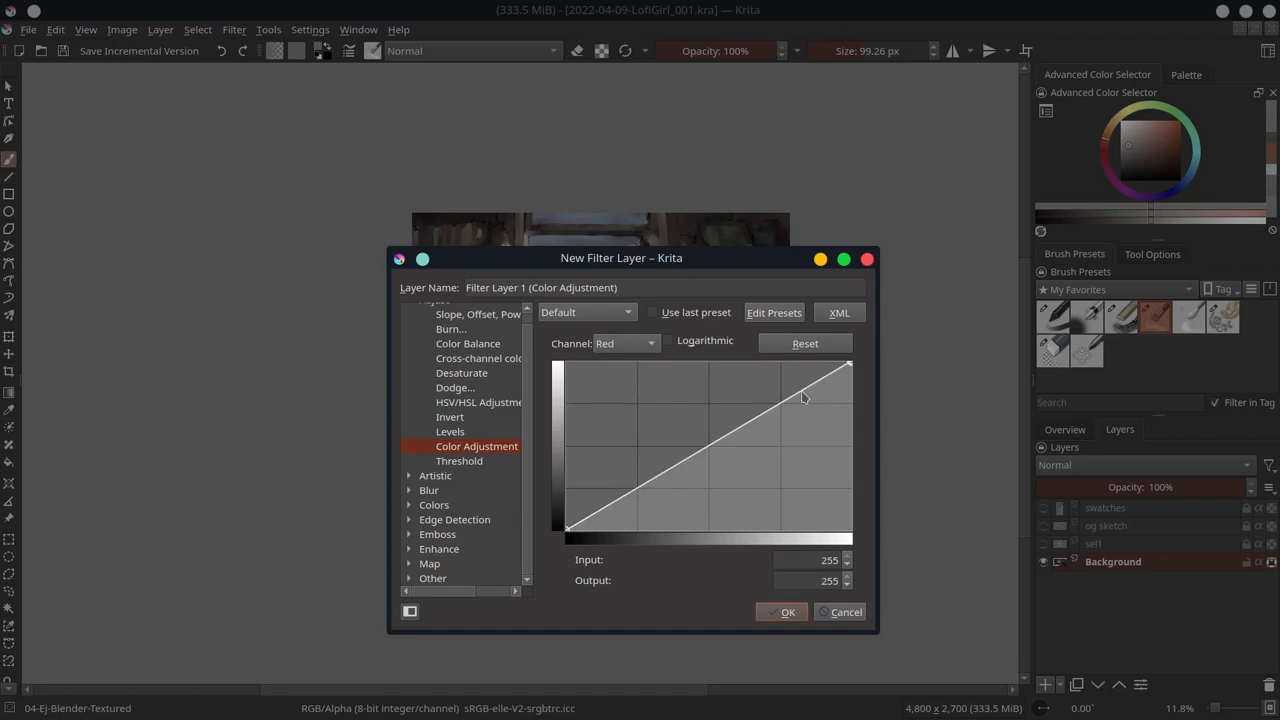 (333.5 MiB) - [2022-04-09-LofiGirl_001.kra] — Krita
File Edit View Image Layer Select Filter Tools Settings Window Help
Save Incremental Version Normal Opacity: 100% Size: 99.26 px
Advanced Color Selector Palette
Advanced Color Selector
Brush Presets Tool Options
Brush Presets
My Favorites Tag
Search Filter in Tag
Overview Layers
Layers
Normal
Opacity: 100%
swatches
og sketch
sel1
Background
New Filter Layer – Krita
Layer Name: Filter Layer 1 (Color Adjustment)
Slope, Offset, Pow
Burn...
Color Balance
Cross-channel colo
Desaturate
Dodge...
HSV/HSL Adjustme
Invert
Levels
Color Adjustment
Threshold
Artistic
Blur
Colors
Edge Detection
Emboss
Enhance
Map
Other
Default Use last preset Edit Presets XML
Channel: Red Logarithmic Reset
Input: 255
Output: 255
OK Cancel
04-Ej-Blender-Textured RGB/Alpha (8-bit integer/channel) sRGB-elle-V2-srgbtrc.icc 4,800 x 2,700 (333.5 MiB) 0.00° 11.8%